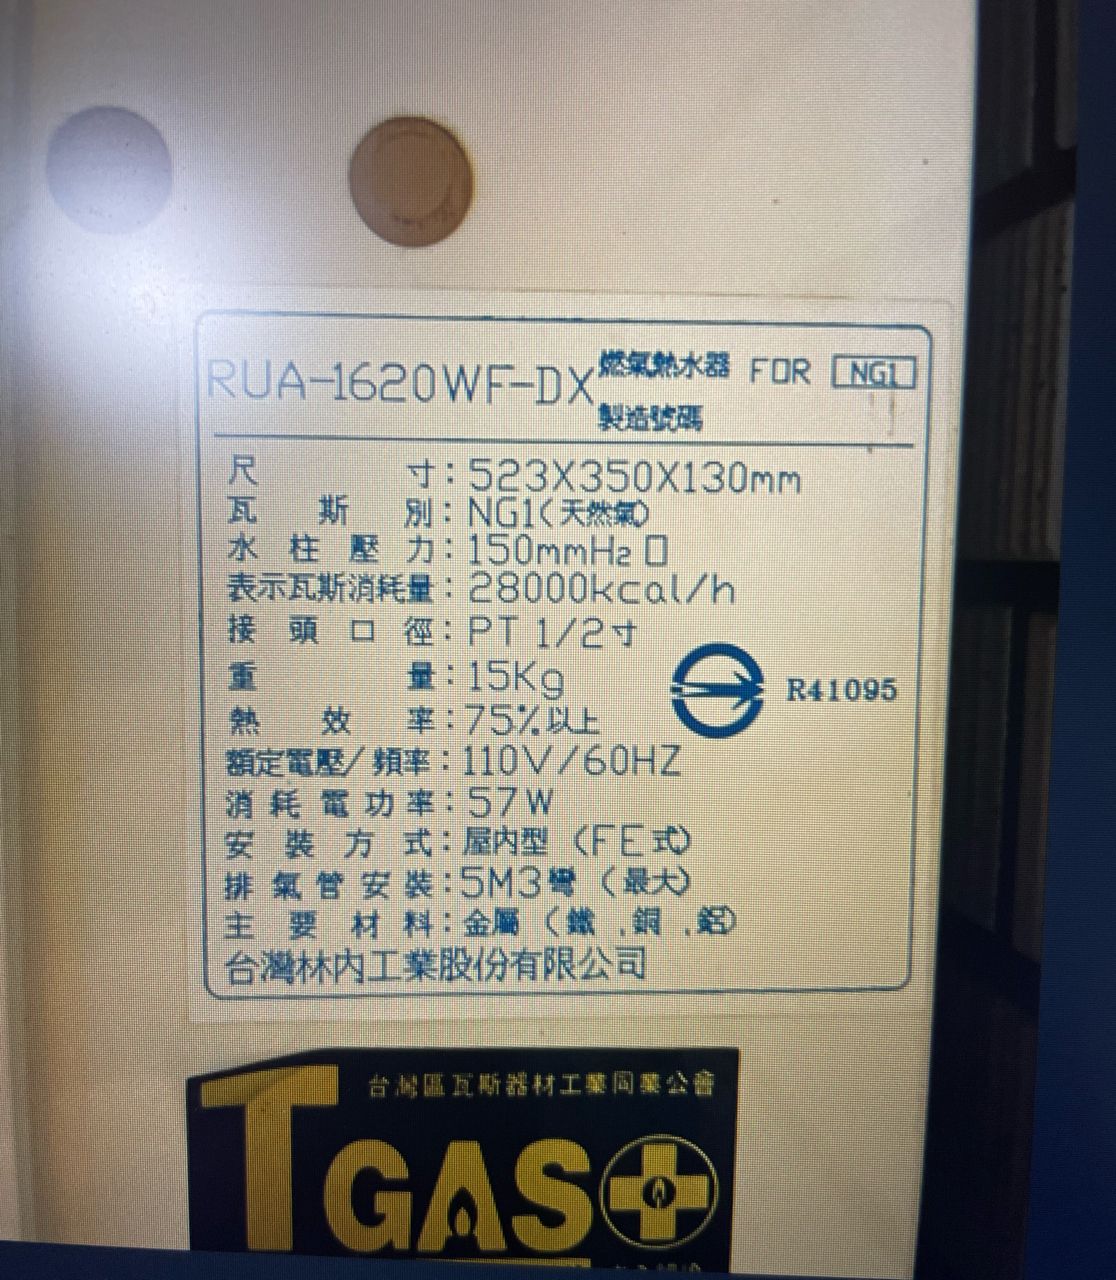 RUA-1620WF-DX 燃氣熱水器 FOR NG1
製造號碼
尺寸:523X350X130mm
瓦斯別:NG1(天然氣)
水柱壓力:150mmH2O
表示瓦斯消耗量:28000kcal/h
接頭口徑:PT 1/2寸
重量:15Kg
R41095
熱效率:75%以上
額定電壓/頻率:110V/60HZ
消耗電功率:57W
安裝方式:屋內型(FE式)
排氣管安裝:5M3彎(最大)
主要材料:金屬(鐵,銅,鋁)
台灣林內工業股份有限公司
台灣區瓦斯器材工業同業公會
TGAS